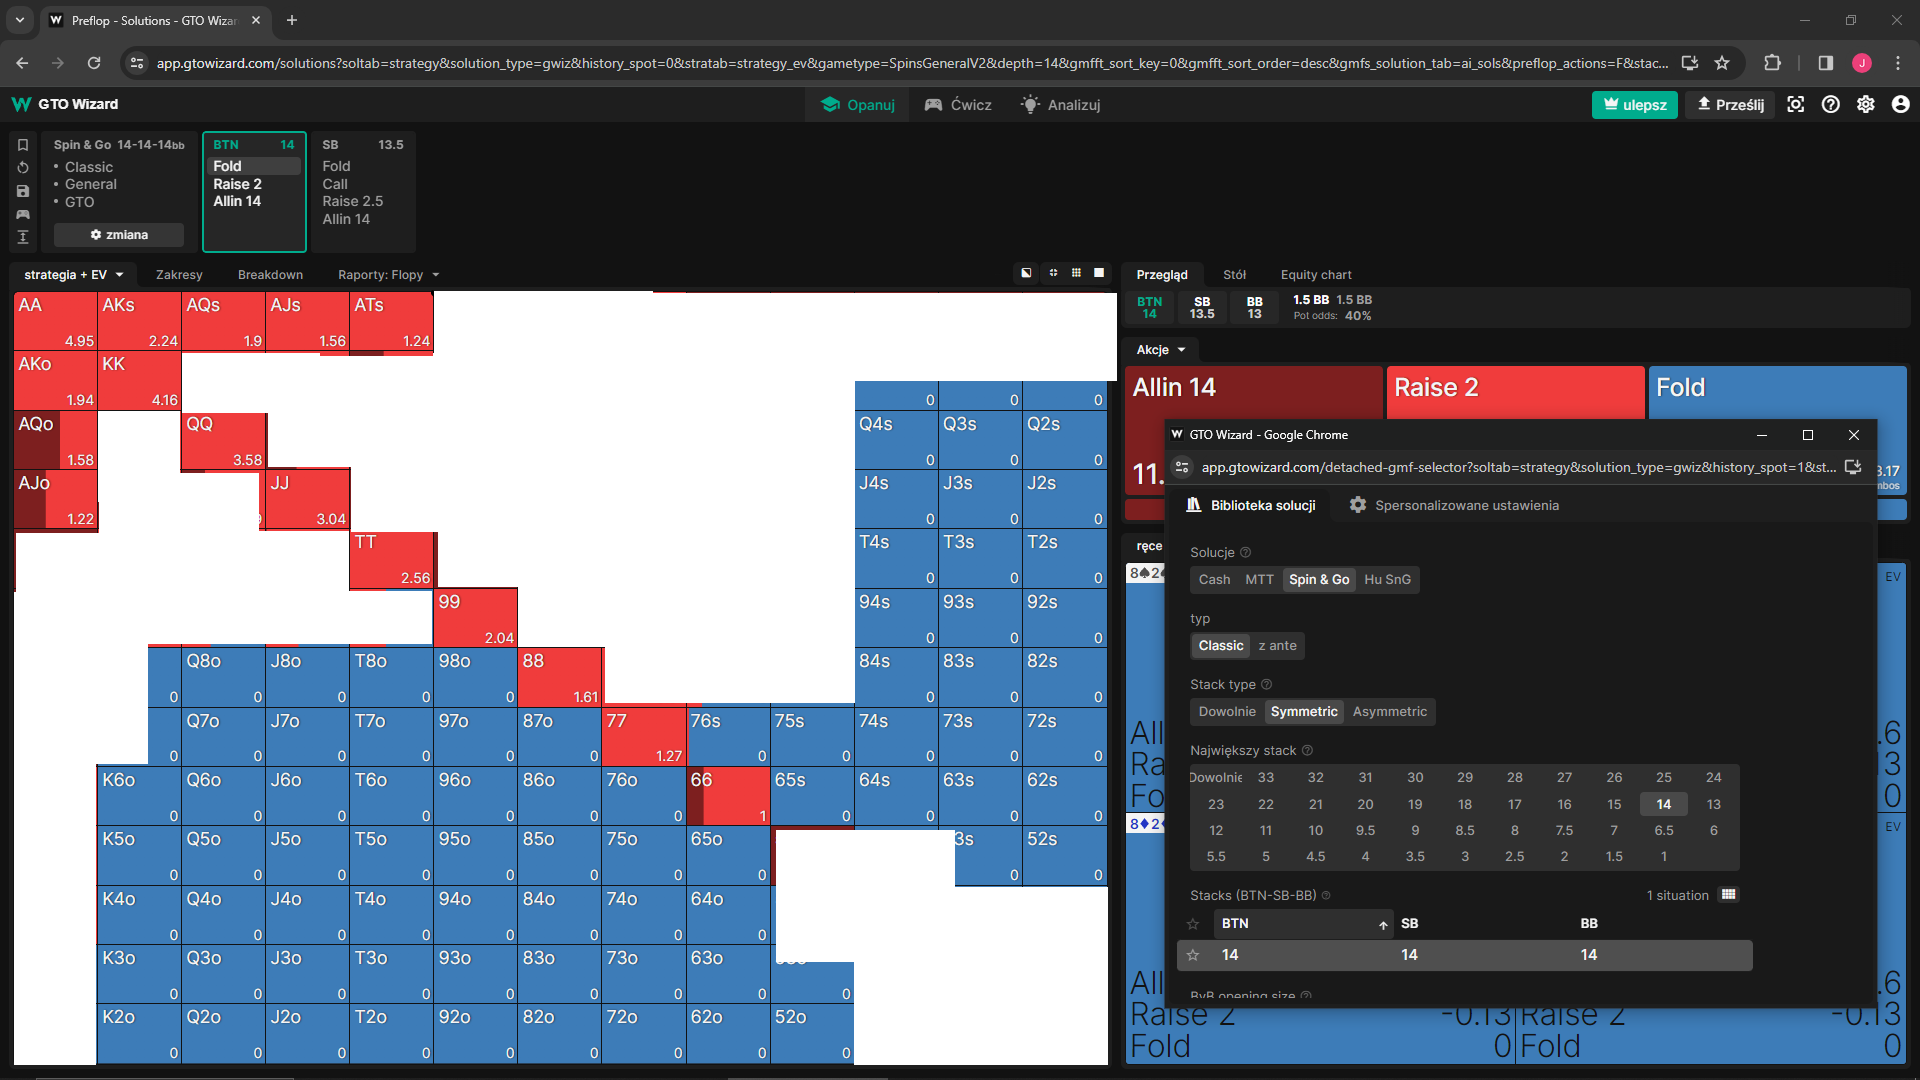 Preflop - Solutions - GTO Wizar
app.gtowizard.com/solutions?soltab=strategy&solution_type=gwiz&history_spot=0&stratab=strategy_ev&gametype=SpinsGeneralV2&depth=14&gmfft_sort_key=0&gmfft_sort_order=desc&gmfs_solution_tab=ai_sols&preflop_actions=F&stac...
J
GTO Wizard
Opanuj
Ćwicz
Analizuj
ulepsz
Prześlij
Spin & Go 14-14-14bb
• Classic
• General
• GTO
zmiana
BTN 14
Fold
Raise 2
Allin 14
SB 13.5
Fold
Call
Raise 2.5
Allin 14
strategia + EV
Zakresy
Breakdown
Raporty: Flopy
Przegląd
Stół
Equity chart
BTN 14
SB 13.5
BB 13
1.5 BB 1.5 BB
Pot odds: 40%
Akcje
Allin 14
Raise 2
Fold
11.
3.17
mbos
AA AKs AQs AJs ATs
4.95 2.24 1.9 1.56 1.24
AKo KK
1.94 4.16 0 0 0
AQo QQ Q4s Q3s Q2s
1.58 3.58 0 0 0
AJo JJ J4s J3s J2s
1.22 3.04 0 0 0
TT T4s T3s T2s
2.56 0 0 0
99 94s 93s 92s
2.04 0 0 0
Q8o J8o T8o 98o 88 84s 83s 82s
0 0 0 0 0 1.61 0 0 0
Q7o J7o T7o 97o 87o 77 76s 75s 74s 73s 72s
0 0 0 0 0 0 1.27 0 0 0 0 0
K6o Q6o J6o T6o 96o 86o 76o 66 65s 64s 63s 62s
0 0 0 0 0 0 0 1 0 0 0 0
K5o Q5o J5o T5o 95o 85o 75o 65o 3s 52s
0 0 0 0 0 0 0 0 0 0
K4o Q4o J4o T4o 94o 84o 74o 64o
0 0 0 0 0 0 0 0
K3o Q3o J3o T3o 93o 83o 73o 63o
0 0 0 0 0 0 0 0 0
K2o Q2o J2o T2o 92o 82o 72o 62o 52o
0 0 0 0 0 0 0 0 0
ręce
8♠2
EV
All .6
Ra 13
Fo 0
8♦2
EV
All .6
Raise 2 -0.13 Raise 2 -0.13
Fold 0 Fold 0
GTO Wizard - Google Chrome
app.gtowizard.com/detached-gmf-selector?soltab=strategy&solution_type=gwiz&history_spot=1&st...
Biblioteka solucji
Spersonalizowane ustawienia
Solucje
Cash MTT Spin & Go Hu SnG
typ
Classic z ante
Stack type
Dowolnie Symmetric Asymmetric
Największy stack
Dowolnie 33 32 31 30 29 28 27 26 25 24
23 22 21 20 19 18 17 16 15 14 13
12 11 10 9.5 9 8.5 8 7.5 7 6.5 6
5.5 5 4.5 4 3.5 3 2.5 2 1.5 1
Stacks (BTN-SB-BB)
1 situation
BTN SB BB
14 14 14
ByB opening size